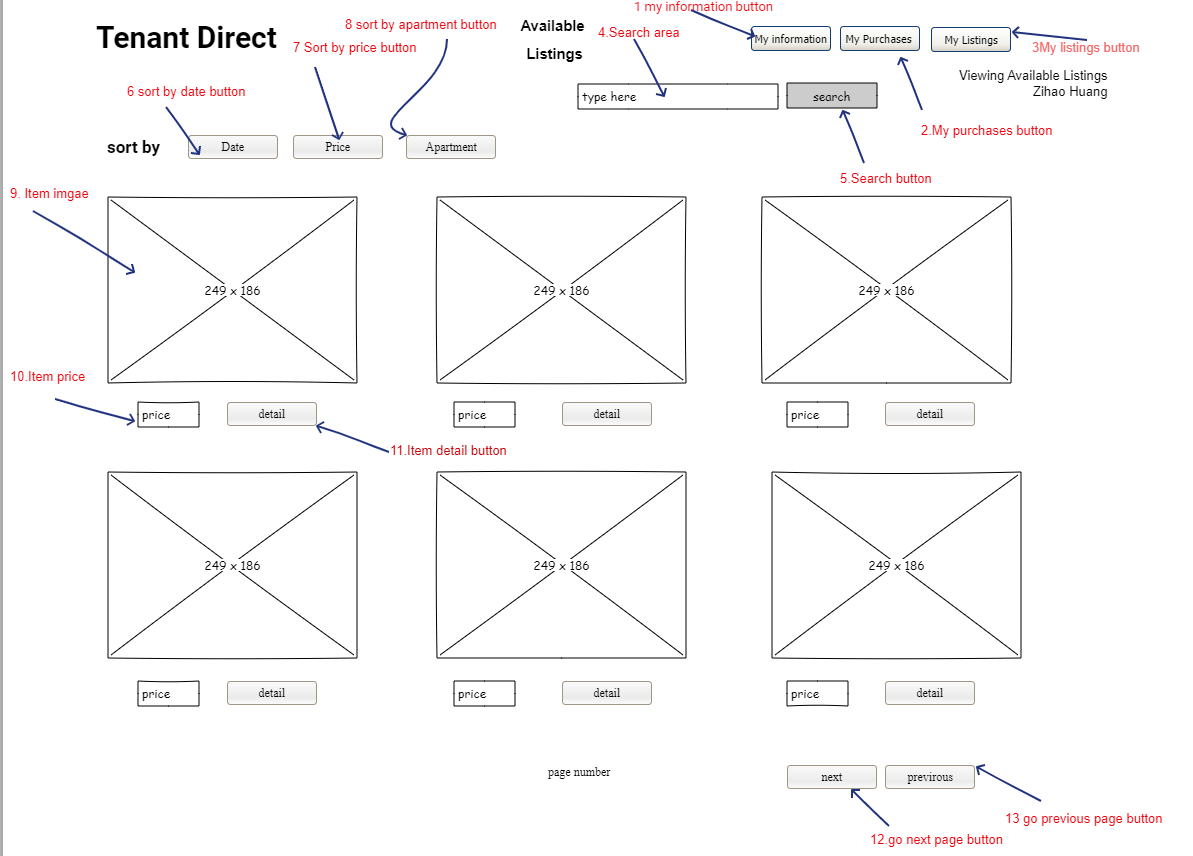 1 my information button
8 sort by apartment button
Available
Tenant Direct
4.Search area
7 Sort by price button
My information
My Purchases
My Listings
3My listings button
Listings
Viewing Available Listings
Zihao Huang
6 sort by date button
type here
search
2.My purchases button
sort by
Date
Price
Apartment
5.Search button
9. Item imgae
249 x 186
249 x 186
249 x 186
10.Item price
price
detail
price
detail
price
detail
11.Item detail button
249 x 186
249 x 186
249 x 186
price
detail
price
detail
price
detail
page number
next
previrous
13 go previous page button
12.go next page button